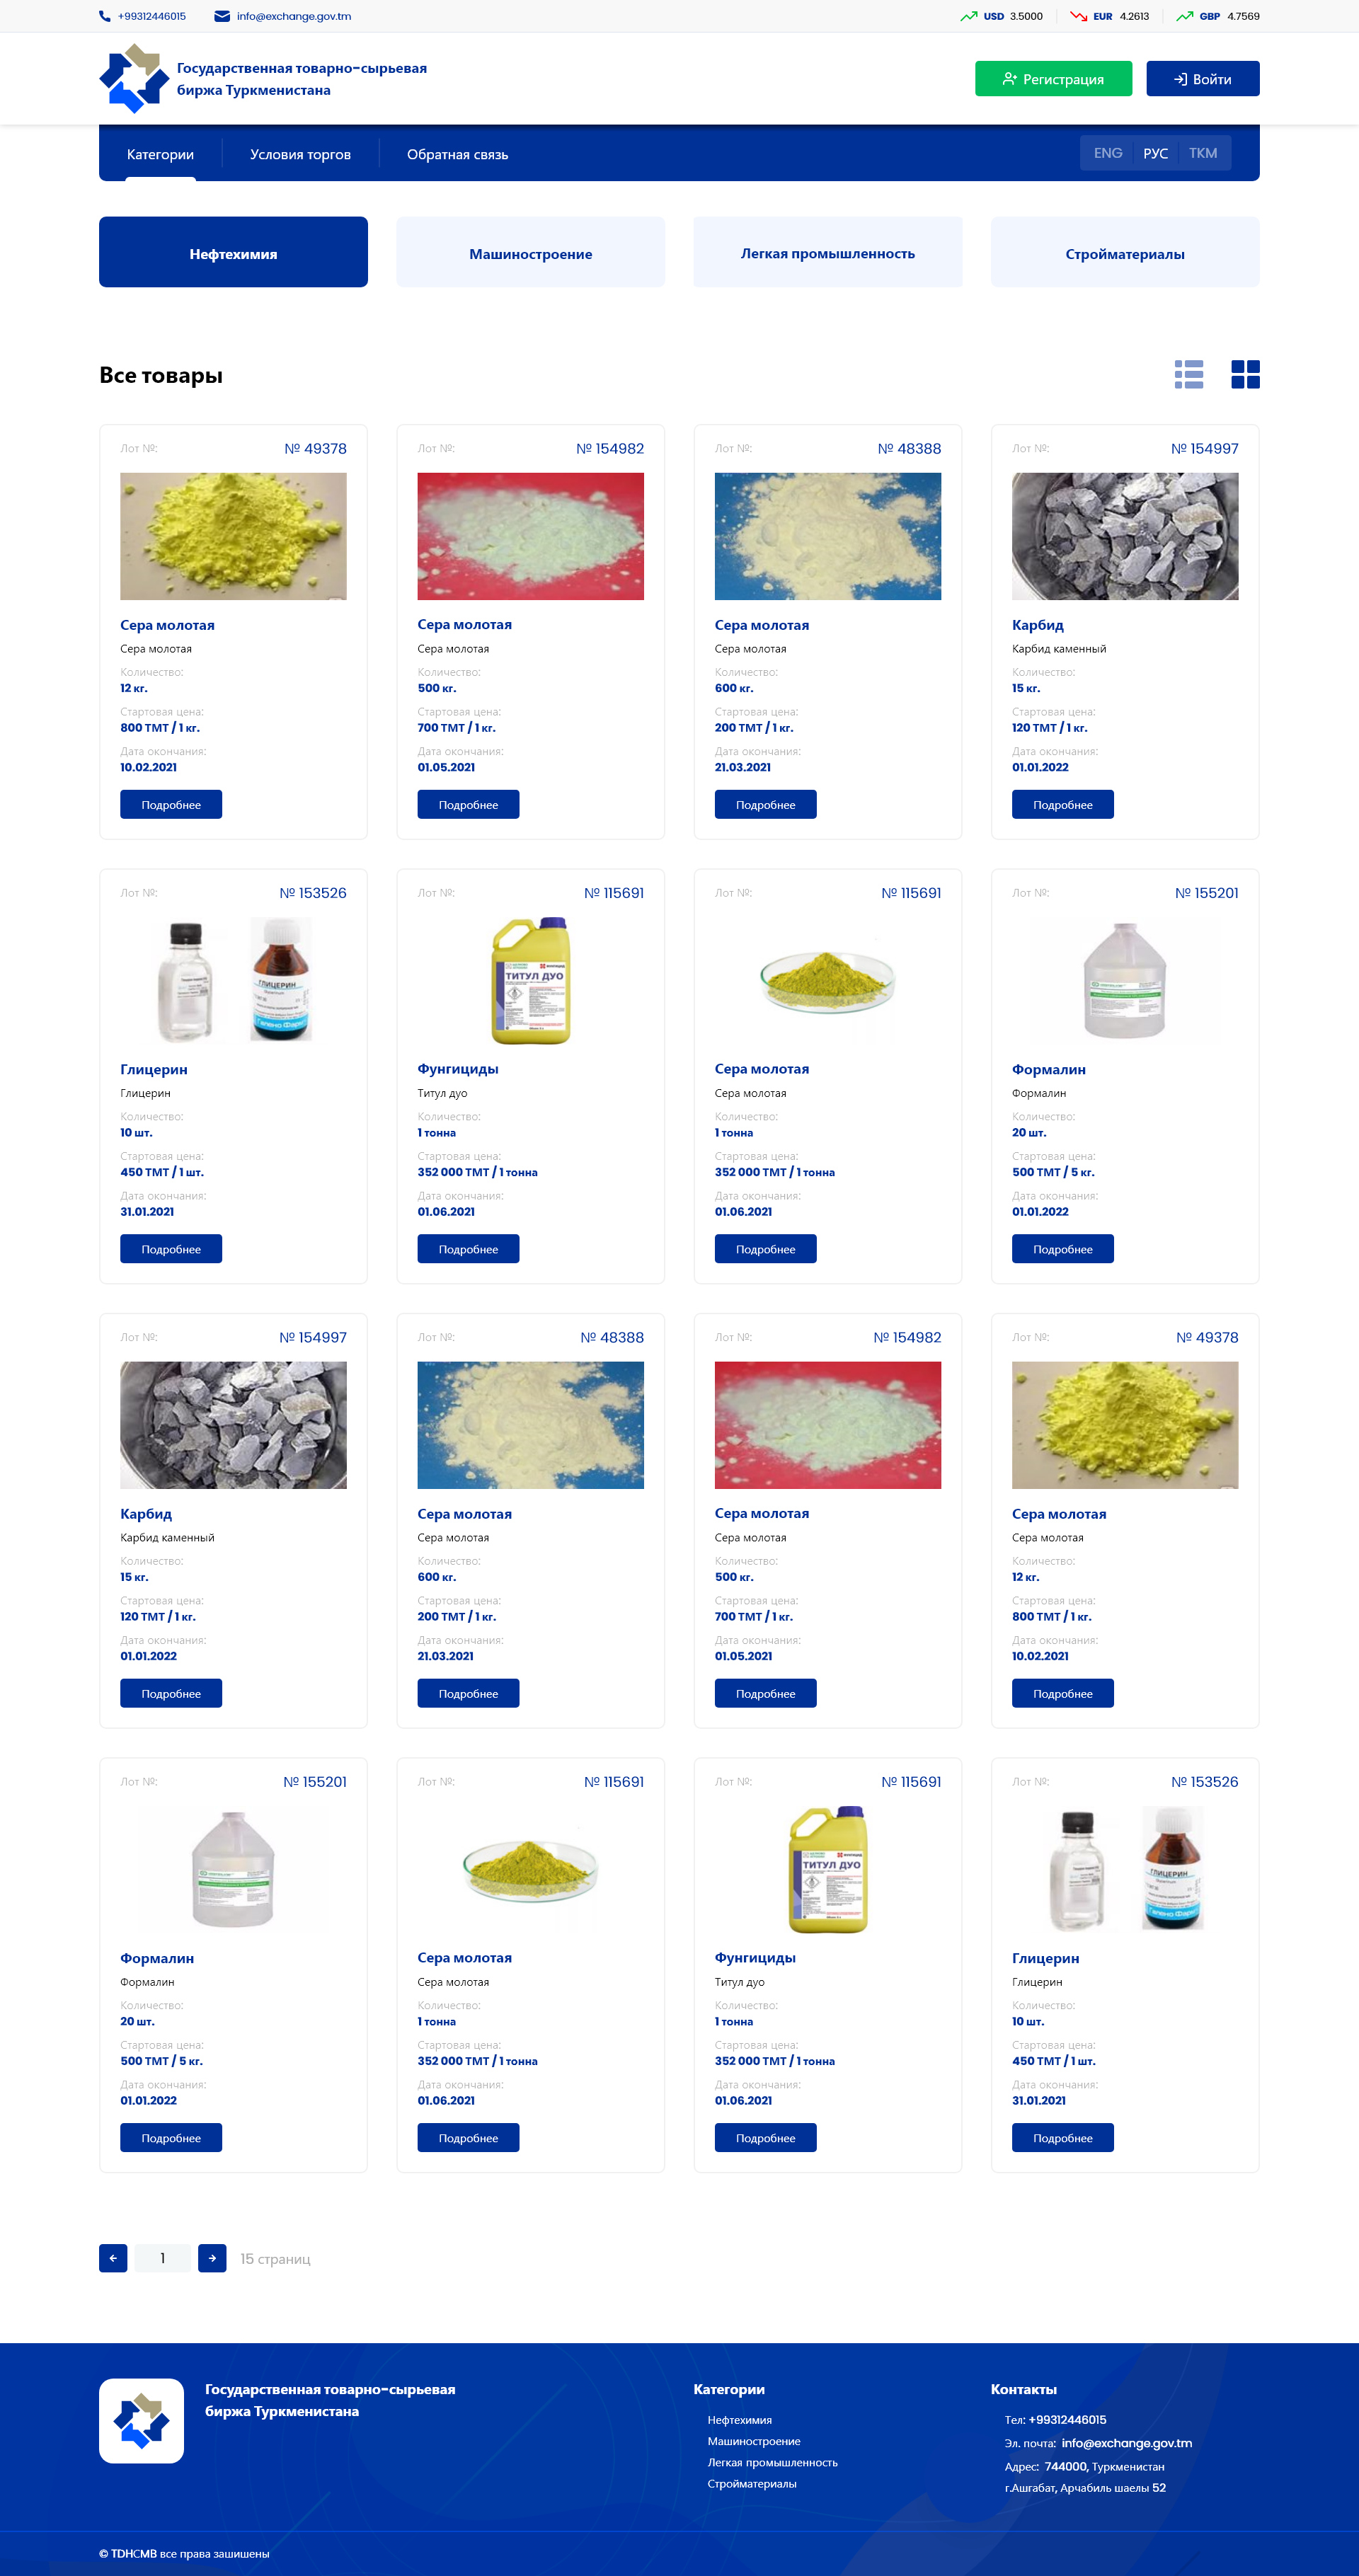 +99312446015 info@exchange.gov.tm USD 3.5000 EUR 4.2613 GBP 4.7569
Государственная товарно-сырьевая
биржа Туркменистана
Регистрация Войти
Категории Условия торгов Обратная связь ENG РУС ТКМ
Нефтехимия Машиностроение Легкая промышленность Стройматериалы
Все товары
Лот №: № 49378 Лот №: № 154982 Лот №: № 48388 Лот №: № 154997
Сера молотая Сера молотая Сера молотая Карбид
Сера молотая Сера молотая Сера молотая Карбид каменный
Количество: Количество: Количество: Количество:
12 кг. 500 кг. 600 кг. 15 кг.
Стартовая цена: Стартовая цена: Стартовая цена: Стартовая цена:
800 ТМТ / 1 кг. 700 ТМТ / 1 кг. 200 ТМТ / 1 кг. 120 ТМТ / 1 кг.
Дата окончания: Дата окончания: Дата окончания: Дата окончания:
10.02.2021 01.05.2021 21.03.2021 01.01.2022
Подробнее Подробнее Подробнее Подробнее
Лот №: № 153526 Лот №: № 115691 Лот №: № 115691 Лот №: № 155201
ГЛИЦЕРИН ТИТУЛ ДУО
Глицерин Фунгициды Сера молотая Формалин
Глицерин Титул дуо Сера молотая Формалин
Количество: Количество: Количество: Количество:
10 шт. 1 тонна 1 тонна 20 шт.
Стартовая цена: Стартовая цена: Стартовая цена: Стартовая цена:
450 ТМТ / 1 шт. 352 000 ТМТ / 1 тонна 352 000 ТМТ / 1 тонна 500 ТМТ / 5 кг.
Дата окончания: Дата окончания: Дата окончания: Дата окончания:
31.01.2021 01.06.2021 01.06.2021 01.01.2022
Подробнее Подробнее Подробнее Подробнее
Лот №: № 154997 Лот №: № 48388 Лот №: № 154982 Лот №: № 49378
Карбид Сера молотая Сера молотая Сера молотая
Карбид каменный Сера молотая Сера молотая Сера молотая
Количество: Количество: Количество: Количество:
15 кг. 600 кг. 500 кг. 12 кг.
Стартовая цена: Стартовая цена: Стартовая цена: Стартовая цена:
120 ТМТ / 1 кг. 200 ТМТ / 1 кг. 700 ТМТ / 1 кг. 800 ТМТ / 1 кг.
Дата окончания: Дата окончания: Дата окончания: Дата окончания:
01.01.2022 21.03.2021 01.05.2021 10.02.2021
Подробнее Подробнее Подробнее Подробнее
Лот №: № 155201 Лот №: № 115691 Лот №: № 115691 Лот №: № 153526
ТИТУЛ ДУО ГЛИЦЕРИН
Формалин Сера молотая Фунгициды Глицерин
Формалин Сера молотая Титул дуо Глицерин
Количество: Количество: Количество: Количество:
20 шт. 1 тонна 1 тонна 10 шт.
Стартовая цена: Стартовая цена: Стартовая цена: Стартовая цена:
500 ТМТ / 5 кг. 352 000 ТМТ / 1 тонна 352 000 ТМТ / 1 тонна 450 ТМТ / 1 шт.
Дата окончания: Дата окончания: Дата окончания: Дата окончания:
01.01.2022 01.06.2021 01.06.2021 31.01.2021
Подробнее Подробнее Подробнее Подробнее
1 15 страниц
Государственная товарно-сырьевая
биржа Туркменистана
Категории
Нефтехимия
Машиностроение
Легкая промышленность
Стройматериалы
Контакты
Тел: +99312446015
Эл. почта: info@exchange.gov.tm
Адрес: 744000, Туркменистан
г.Ашгабат, Арчабиль шаелы 52
© TDHCMB все права зашишены